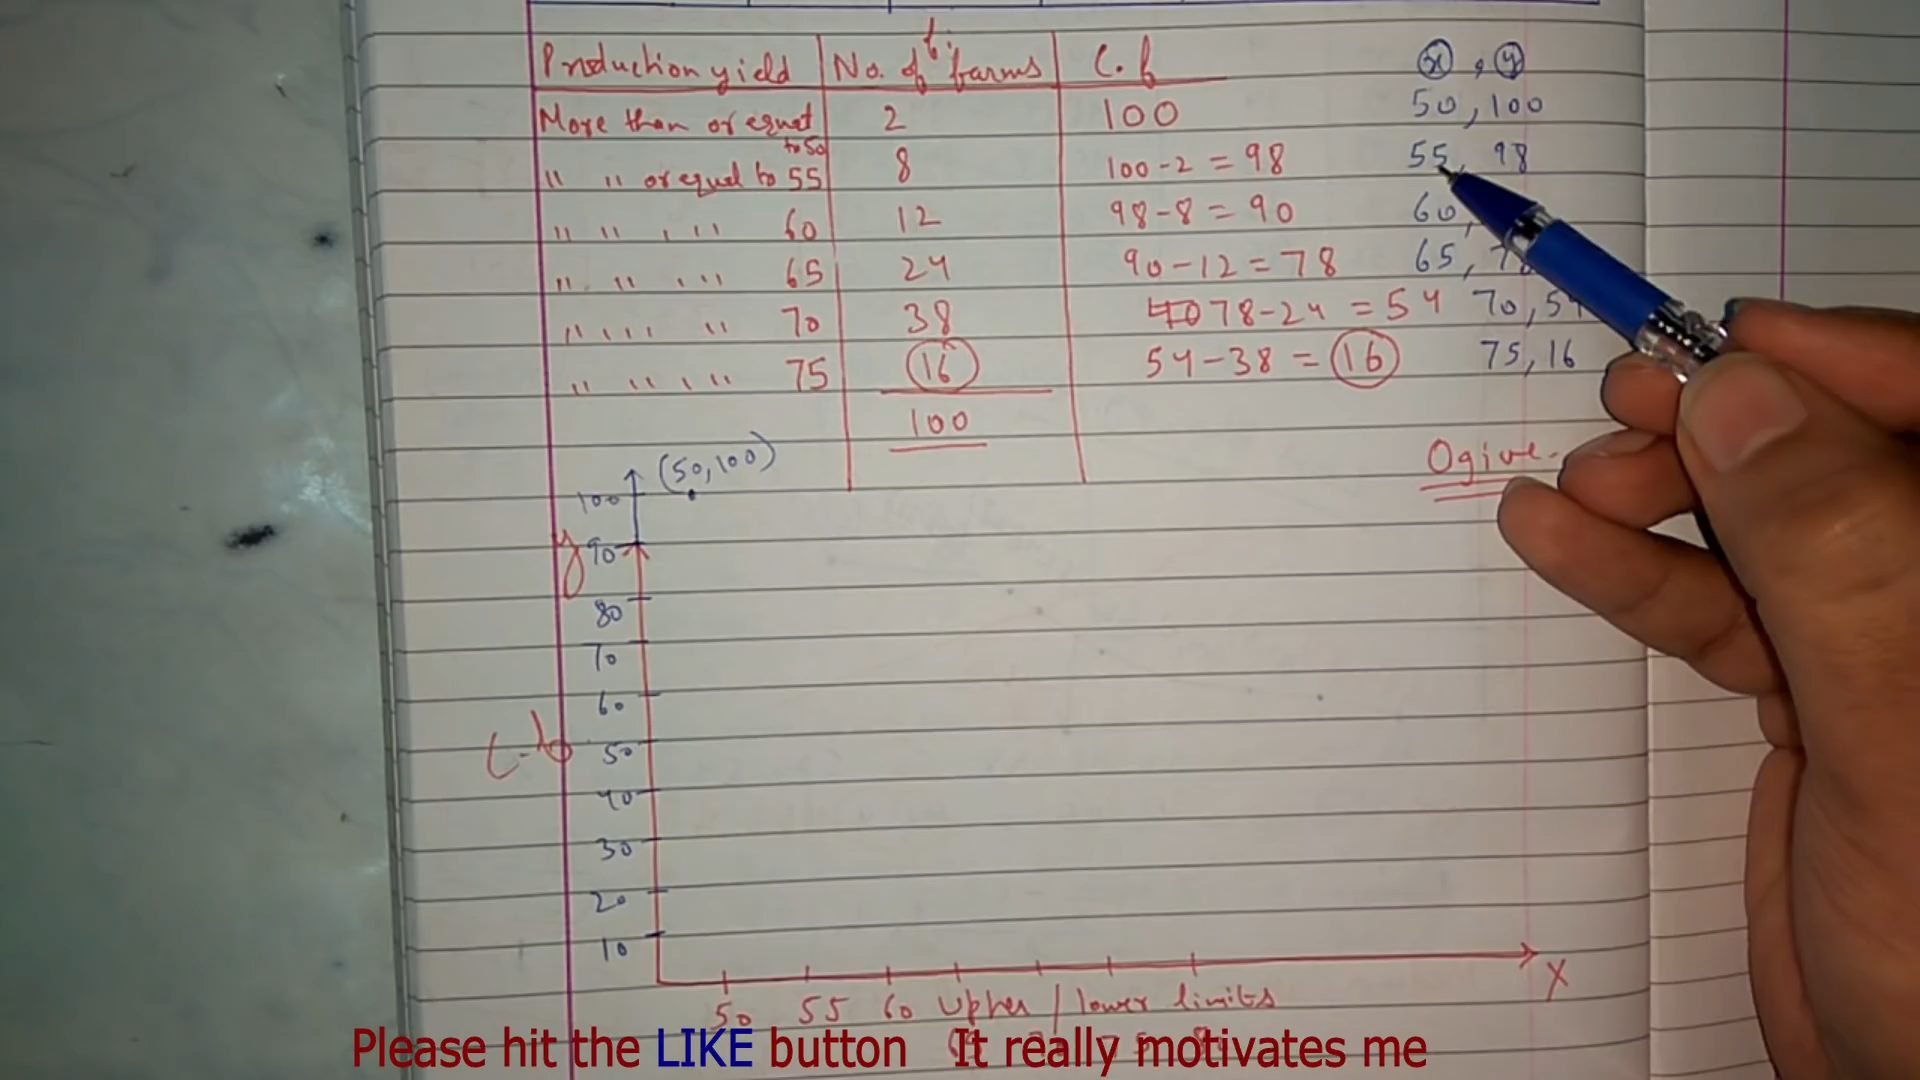 Production yield No. of farms C.f x , y
fi
More than or equal to 50 2 100 50, 100
" " or equal to 55 8 100 - 2 = 98 55, 98
" " , " 60 12 98 - 8 = 90 60,
" " , " 65 24 90 - 12 = 78 65, 78
" " " 70 38 78 - 24 = 54 70, 54
" " , " 75 16 54 - 38 = 16 75, 16
100
Ogive.
(50, 100)
100
y 90
80
70
60
c.f 50
40
30
20
10
X
50 55 60 Upper / lower limits
Please hit the LIKE button It really motivates me